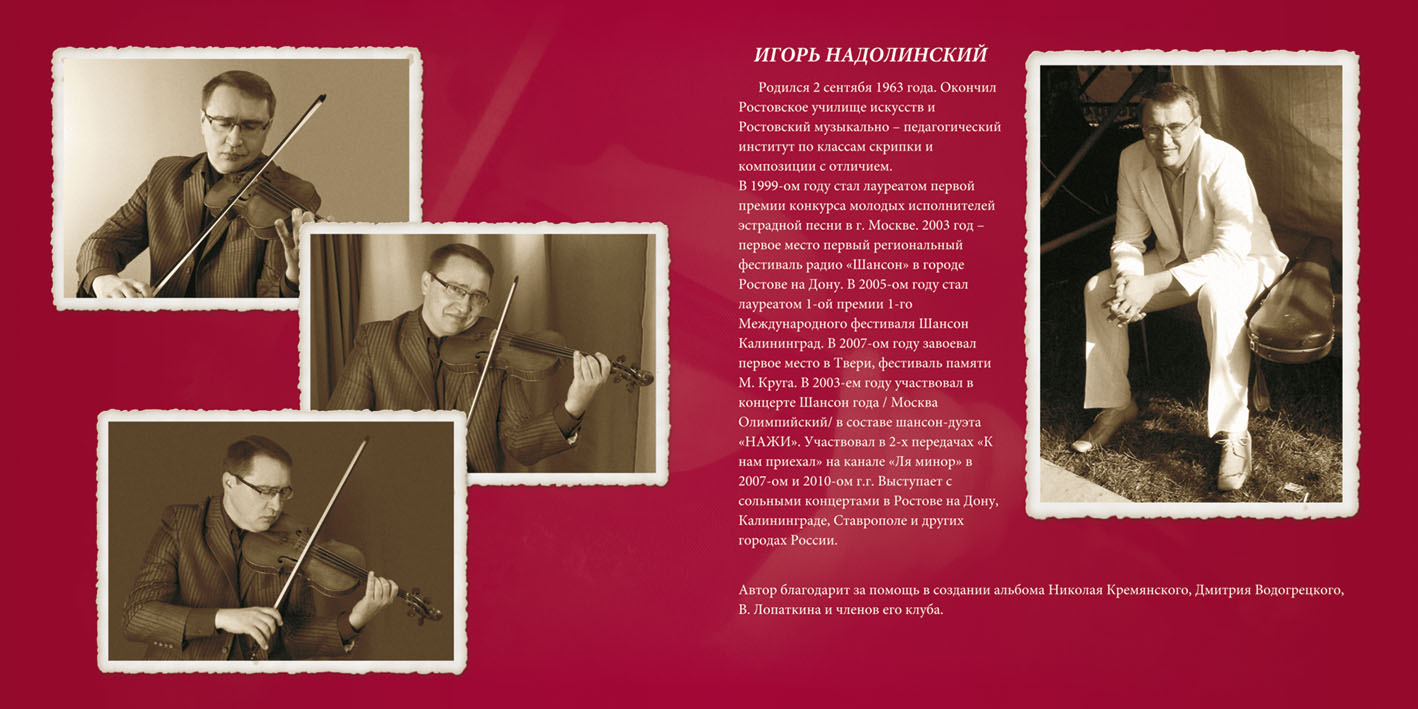 ИГОРЬ НАДОЛИНСКИЙ
Родился 2 сентября 1963 года. Окончил
Ростовское училище искусств и
Ростовский музыкально – педагогический
институт по классам скрипки и
композиции с отличием.
В 1999-ом году стал лауреатом первой
премии конкурса молодых исполнителей
эстрадной песни в г. Москве. 2003 год –
первое место первый региональный
фестиваль радио «Шансон» в городе
Ростове на Дону. В 2005-ом году стал
лауреатом 1-ой премии 1-го
Международного фестиваля Шансон
Калининград. В 2007-ом году завоевал
первое место в Твери, фестиваль памяти
М. Круга. В 2003-ем году участвовал в
концерте Шансон года / Москва
Олимпийский/ в составе шансон-дуэта
«НАЖИ». Участвовал в 2-х передачах «К
нам приехал» на канале «Ля минор» в
2007-ом и 2010-ом г.г. Выступает с
сольными концертами в Ростове на Дону,
Калининграде, Ставрополе и других
городах России.
Автор благодарит за помощь в создании альбома Николая Кремянского, Дмитрия Водогрецкого,
В. Лопаткина и членов его клуба.